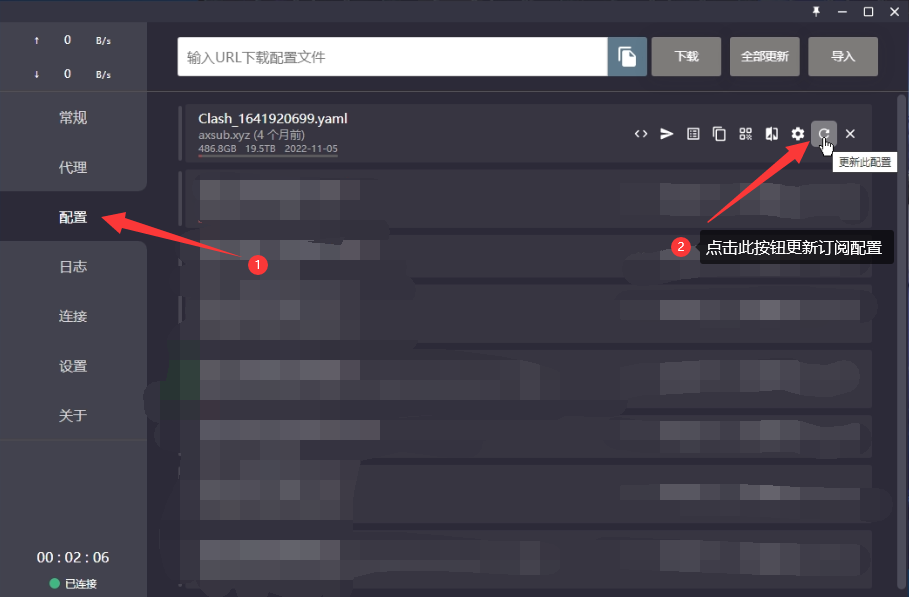 ↑ 0 B/s
↓ 0 B/s
常规
代理
配置
日志
连接
设置
关于
00 : 02 : 06
已连接
输入URL下载配置文件
下载
全部更新
导入
Clash_1641920699.yaml
axsub.xyz (4 个月前)
486.8GB 19.5TB 2022-11-05
更新此配置
1
2
点击此按钮更新订阅配置